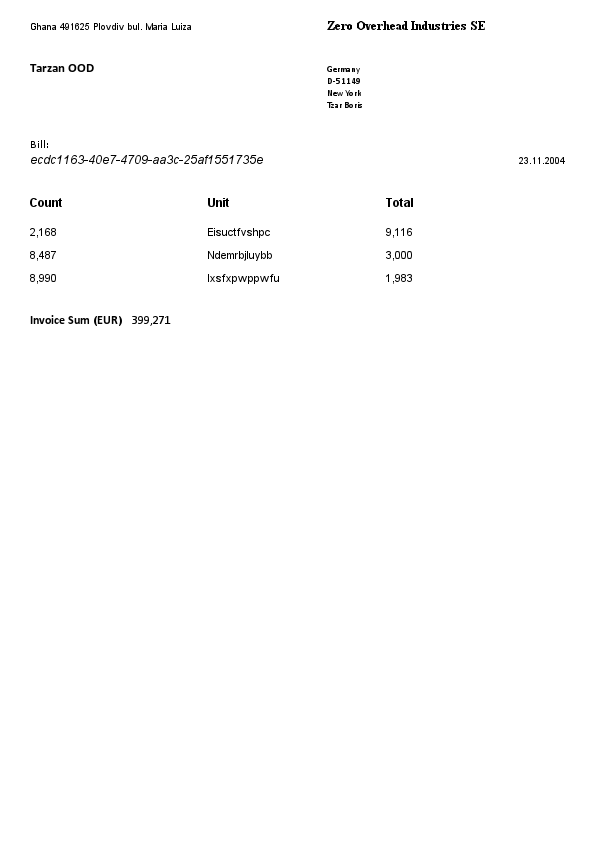 Ghana 491625 Plovdiv bul. Maria Luiza
Zero Overhead Industries SE
Tarzan OOD
Germany
D-51149
New York
Tzar Boris
Bill:
ecdc1163-40e7-4709-aa3c-25af1551735e
23.11.2004
Count Unit Total
2,168 Eisuctfvshpc 9,116
8,487 Ndemrbjluybb 3,000
8,990 Ixsfxpwppwfu 1,983
Invoice Sum (EUR) 399,271